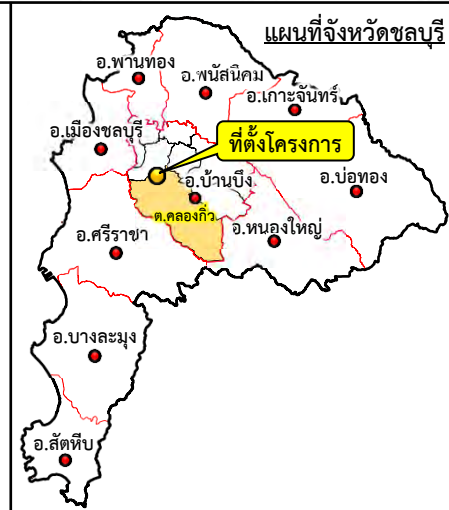 แผนที่จังหวัดชลบุรี
อ.พานทอง
อ.พนัสนิคม
อ.เกาะจันทร์
อ.เมืองชลบุรี
ที่ตั้งโครงการ
อ.บ้านบึง
อ.บ่อทอง
ต.คลองกิ่ว
อ.หนองใหญ่
อ.ศรีราชา
อ.บางละมุง
อ.สัตหีบ